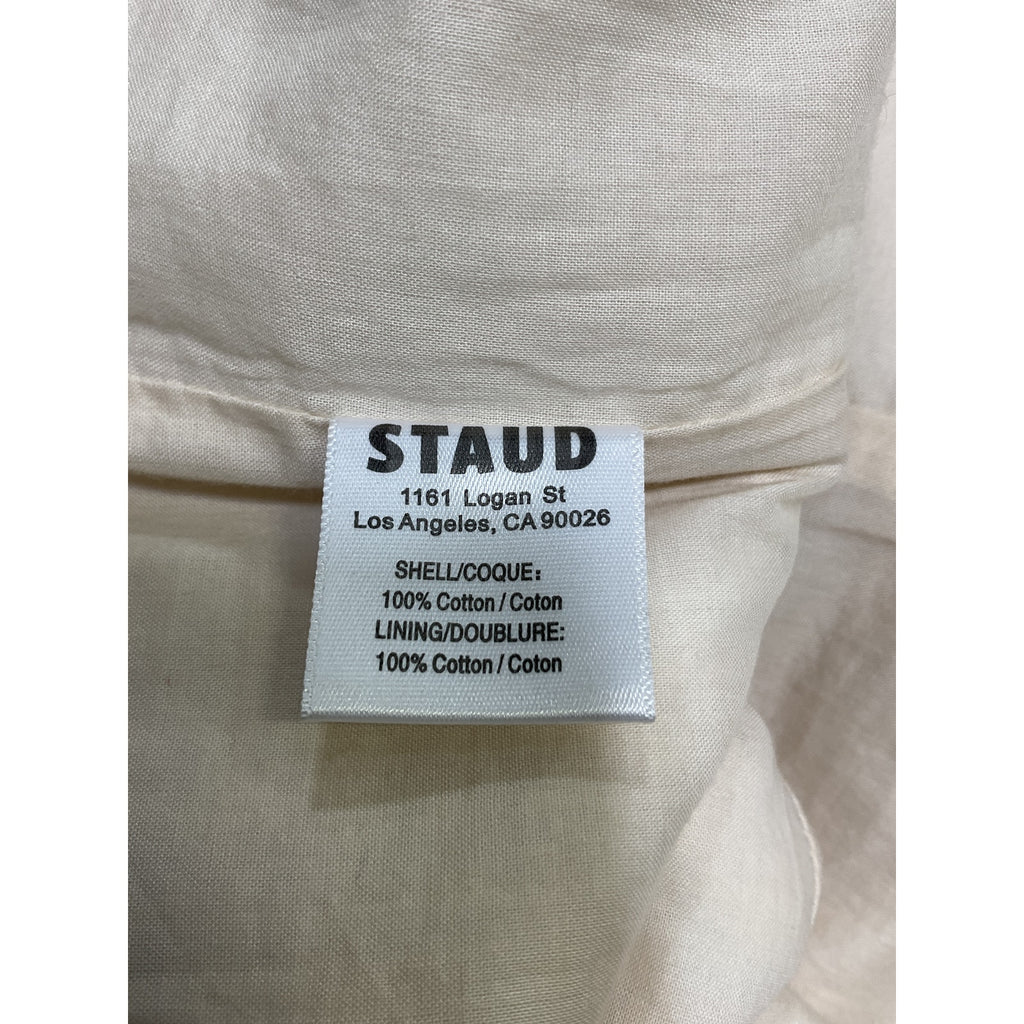 STAUD
1161 Logan St
Los Angeles, CA 90026
SHELL/COQUE:
100% Cotton / Coton
LINING/DOUBLURE:
100% Cotton / Coton